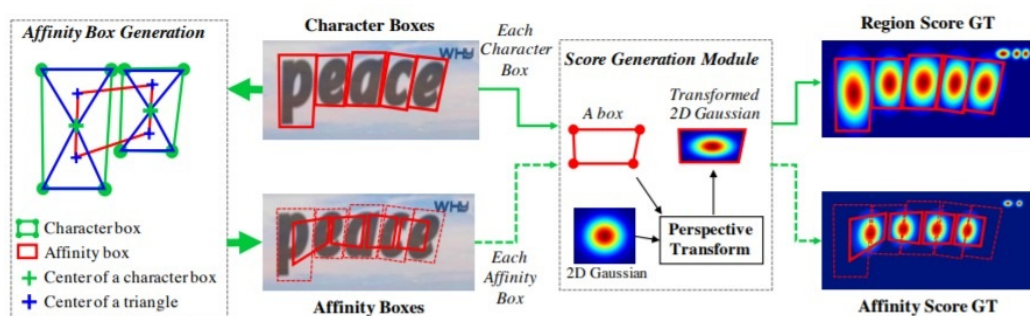 Affinity Box Generation
Character box
Affinity box
Center of a character box
Center of a triangle
Character Boxes
peace
WHY
peace
WHY
Affinity Boxes
Each
Character
Box
Each
Affinity
Box
Score Generation Module
A box
Transformed
2D Gaussian
2D Gaussian
Perspective
Transform
Region Score GT
Affinity Score GT